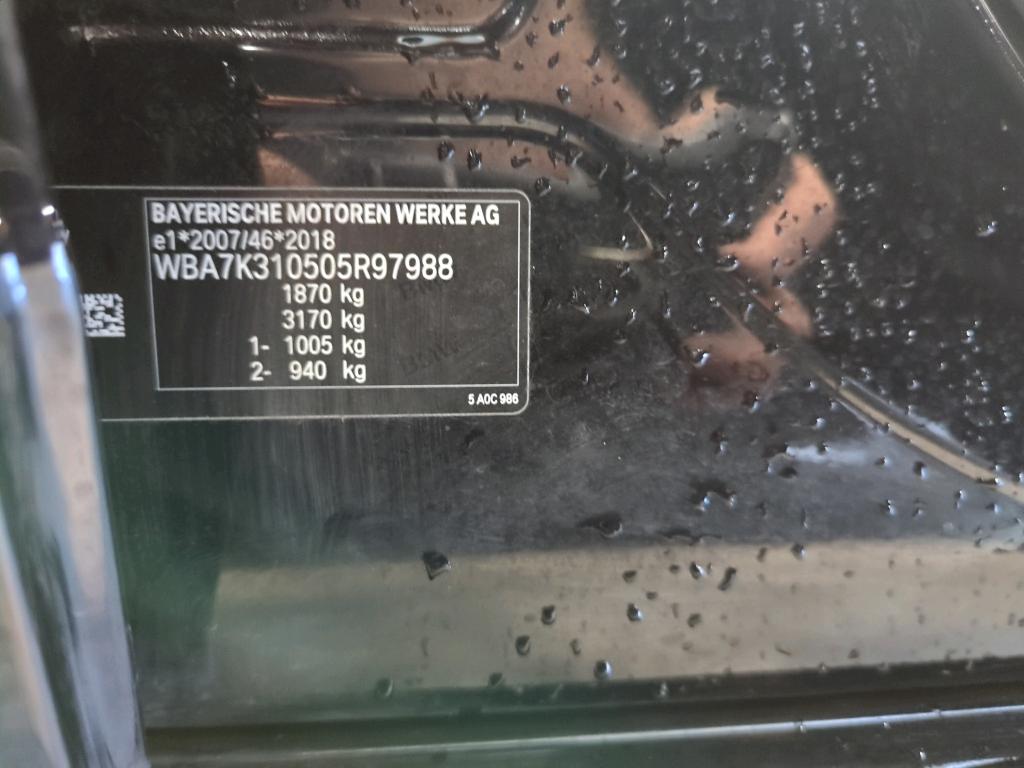 BAYERISCHE MOTOREN WERKE AG
e1*2007/46*2018
WBA7K310505R97988
1870 kg
3170 kg
1- 1005 kg
2- 940 kg
5 A0C 986